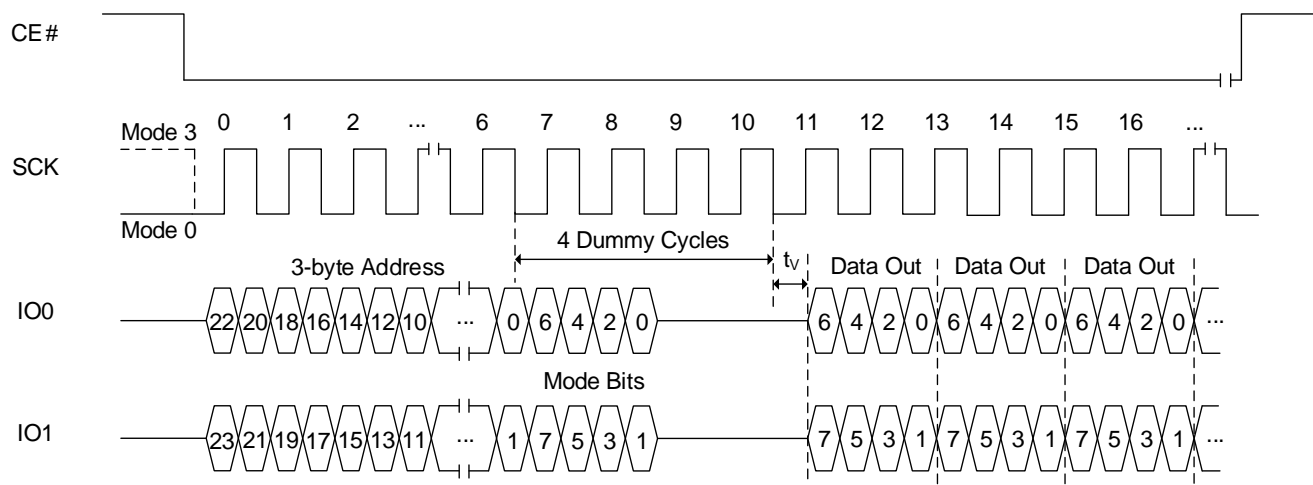 CE#
Mode 3 0 1 2 ... 6 7 8 9 10 11 12 13 14 15 16 ...
SCK
Mode 0
4 Dummy Cycles
3-byte Address tV Data Out Data Out Data Out
IO0 22 20 18 16 14 12 10 ... 0 6 4 2 0 6 4 2 0 6 4 2 0 6 4 2 0 ...
Mode Bits
IO1 23 21 19 17 15 13 11 ... 1 7 5 3 1 7 5 3 1 7 5 3 1 7 5 3 1 ...